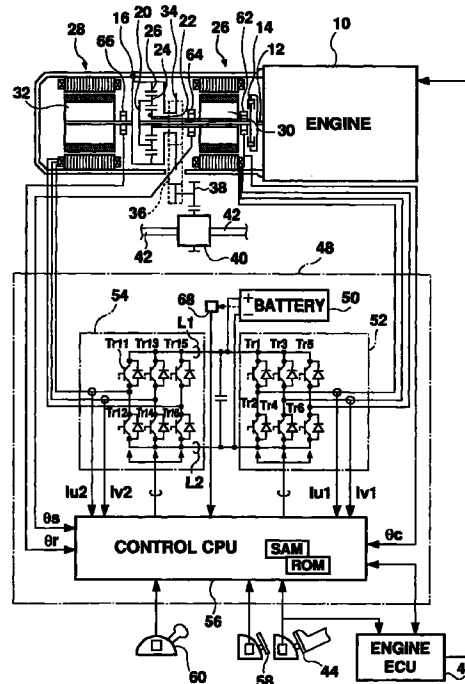 28 66 16 20 26 34 24 22 64 26 62 14 12 10
32
ENGINE
30
38
36
42 42
40
48
54 68 BATTERY 50
+
−
L1 52
Tr11 Tr13 Tr15 Tr1 Tr3 Tr5
Tr12 Tr14 Tr16 Tr2 Tr4 Tr6
L2
Iu2 Iv2 Iu1 Iv1
θs
θr
θc
CONTROL CPU
SAM
ROM
56
60 58 44
ENGINE
ECU